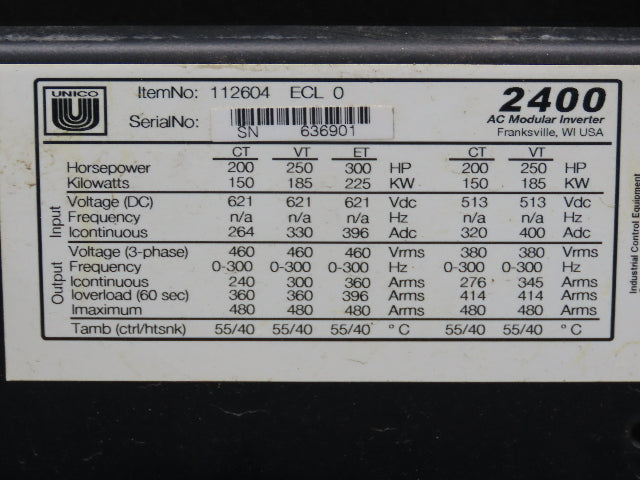 UNICO
U
ItemNo: 112604 ECL 0
SerialNo:
SN 636901
2400
AC Modular Inverter
Franksville, WI USA
CT VT ET CT VT
Horsepower 200 250 300 HP 200 250 HP
Kilowatts 150 185 225 KW 150 185 KW
Input
Voltage (DC) 621 621 621 Vdc 513 513 Vdc
Frequency n/a n/a n/a Hz n/a n/a Hz
Icontinuous 264 330 396 Adc 320 400 Adc
Output
Voltage (3-phase) 460 460 460 Vrms 380 380 Vrms
Frequency 0-300 0-300 0-300 Hz 0-300 0-300 Hz
Icontinuous 240 300 360 Arms 276 345 Arms
Ioverload (60 sec) 360 360 396 Arms 414 414 Arms
Imaximum 480 480 480 Arms 480 480 Arms
Tamb (ctrl/htsnk) 55/40 55/40 55/40 °C 55/40 55/40 °C
Industrial Control Equipment